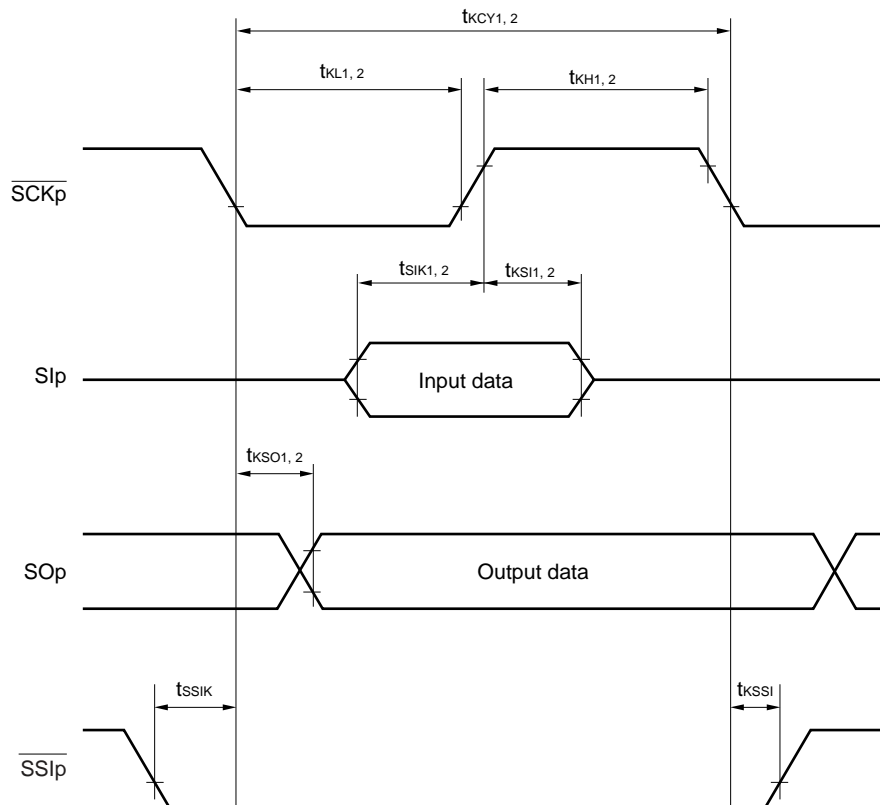 tKCY1, 2
tKL1, 2
tKH1, 2
SCKp
tSIK1, 2
tKSI1, 2
SIp
Input data
tKSO1, 2
SOp
Output data
tSSIK
tKSSI
SSIp